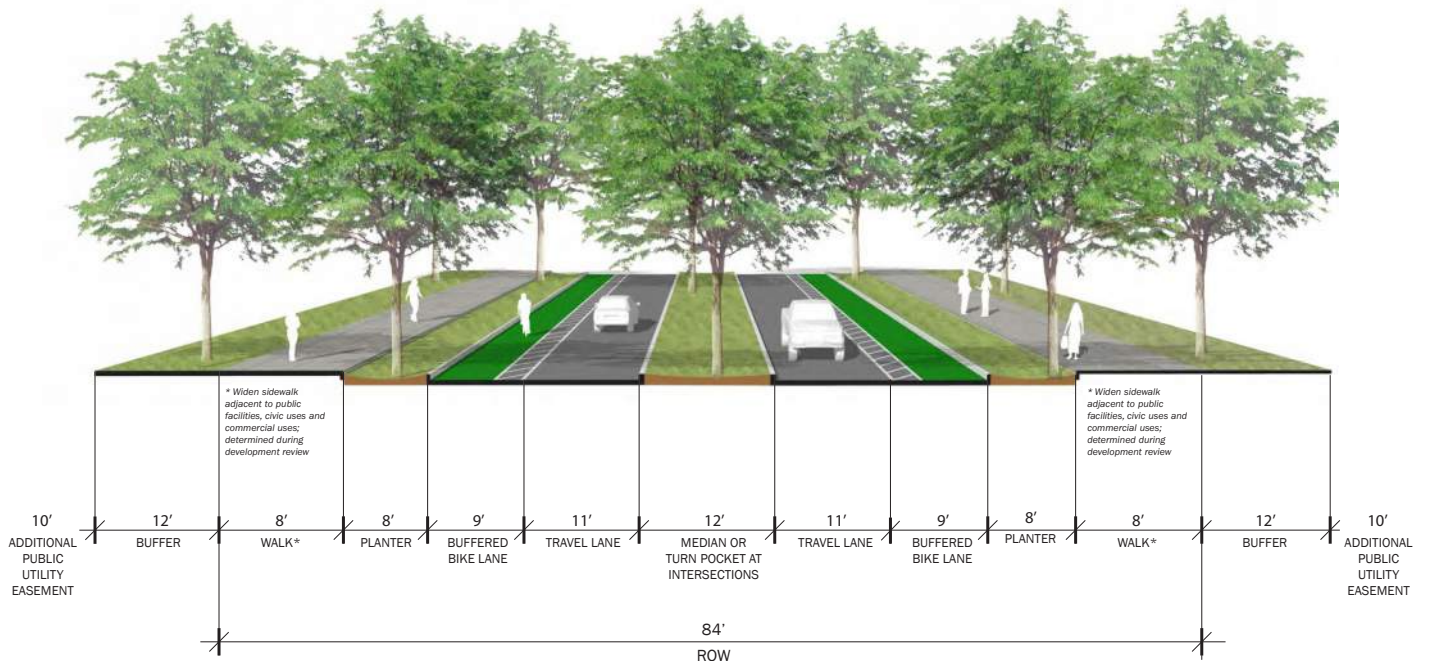 * Widen sidewalk
adjacent to public
facilities, civic uses and
commercial uses;
determined during
development review
* Widen sidewalk
adjacent to public
facilities, civic uses and
commercial uses;
determined during
development review
10’
ADDITIONAL
PUBLIC
UTILITY
EASEMENT
12’
BUFFER
8’
WALK*
8’
PLANTER
9’
BUFFERED
BIKE LANE
11’
TRAVEL LANE
12’
MEDIAN OR
TURN POCKET AT
INTERSECTIONS
11’
TRAVEL LANE
9’
BUFFERED
BIKE LANE
8’
PLANTER
8’
WALK*
12’
BUFFER
10’
ADDITIONAL
PUBLIC
UTILITY
EASEMENT
84’
ROW